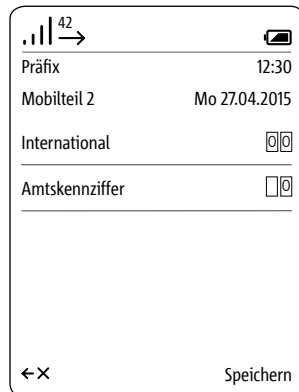 42
Präfix 12:30
Mobilteil 2 Mo 27.04.2015
International 00
Amtskennziffer 0
Speichern